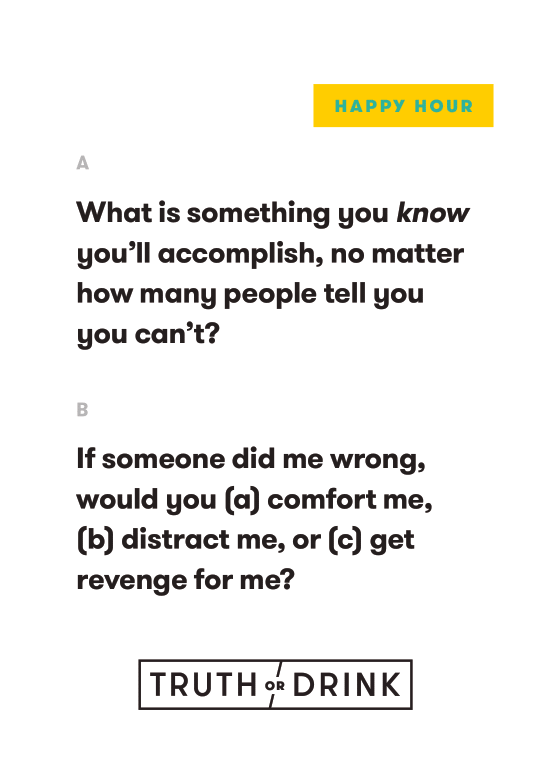 HAPPY HOUR
A
What is something you know
you’ll accomplish, no matter
how many people tell you
you can’t?
B
If someone did me wrong,
would you (a) comfort me,
(b) distract me, or (c) get
revenge for me?
TRUTH OR DRINK